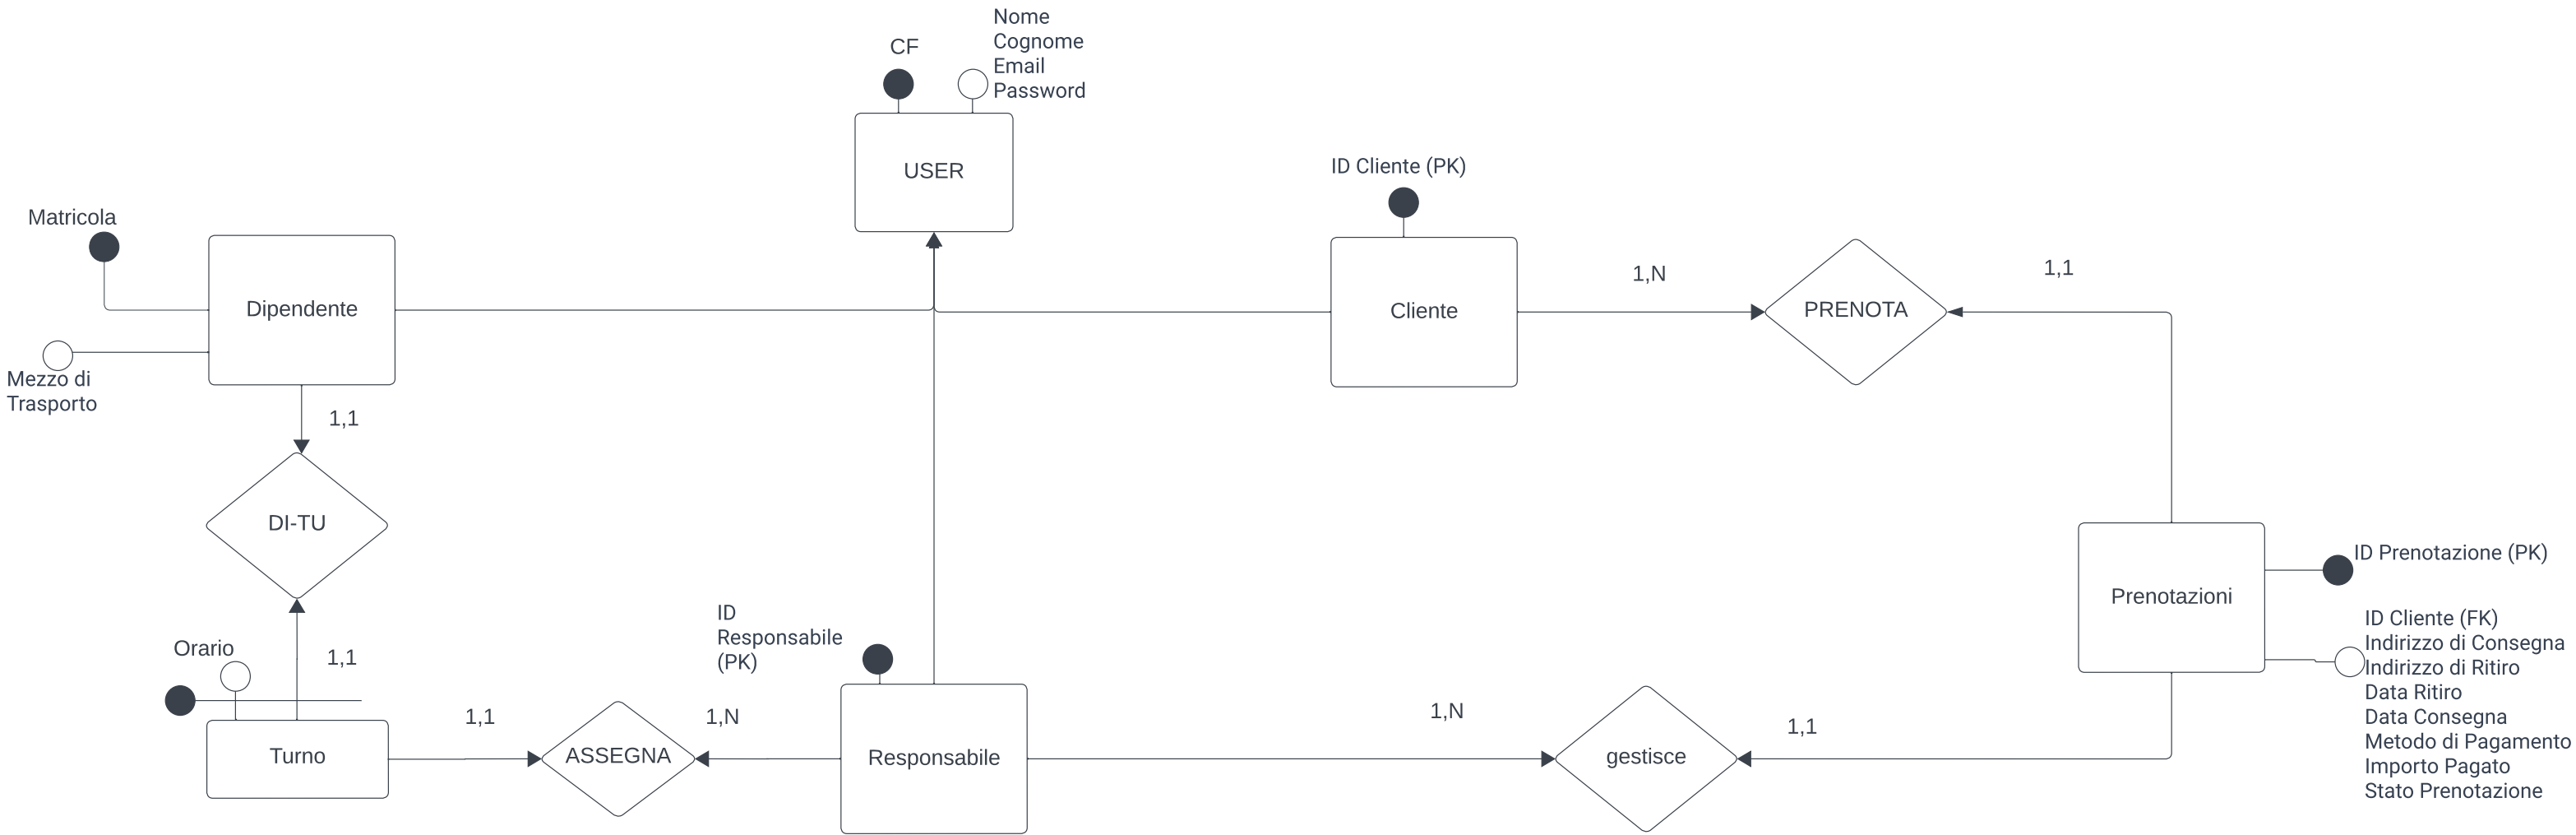 Nome
Cognome
Email
Password
CF
USER
ID Cliente (PK)
Matricola
Dipendente
Cliente
1,N
PRENOTA
1,1
Mezzo di
Trasporto
1,1
DI-TU
ID Prenotazione (PK)
Prenotazioni
ID Cliente (FK)
Indirizzo di Consegna
Indirizzo di Ritiro
Data Ritiro
Data Consegna
Metodo di Pagamento
Importo Pagato
Stato Prenotazione
ID
Responsabile
(PK)
Orario
1,1
1,1
1,N
1,N
1,1
Turno
ASSEGNA
Responsabile
gestisce